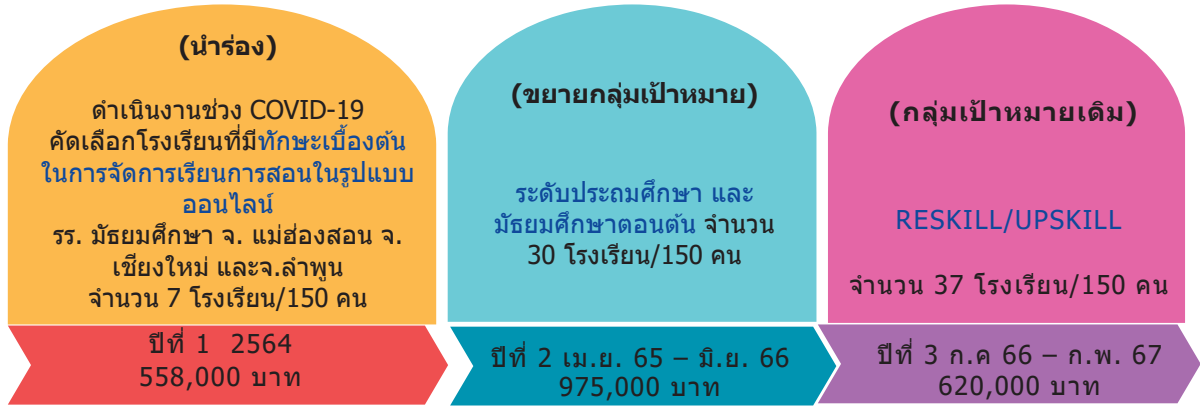 (นำร่อง)
ดำเนินงานช่วง COVID-19
คัดเลือกโรงเรียนที่มีทักษะเบื้องต้น
ในการจัดการเรียนการสอนในรูปแบบ
ออนไลน์
รร. มัธยมศึกษา จ. แม่ฮ่องสอน จ.
เชียงใหม่ และจ.ลำพูน
จำนวน 7 โรงเรียน/150 คน
ปีที่ 1 2564
558,000 บาท
(ขยายกลุ่มเป้าหมาย)
ระดับประถมศึกษา และ
มัธยมศึกษาตอนต้น จำนวน
30 โรงเรียน/150 คน
ปีที่ 2 เม.ย. 65 – มิ.ย. 66
975,000 บาท
(กลุ่มเป้าหมายเดิม)
RESKILL/UPSKILL
จำนวน 37 โรงเรียน/150 คน
ปีที่ 3 ก.ค 66 – ก.พ. 67
620,000 บาท